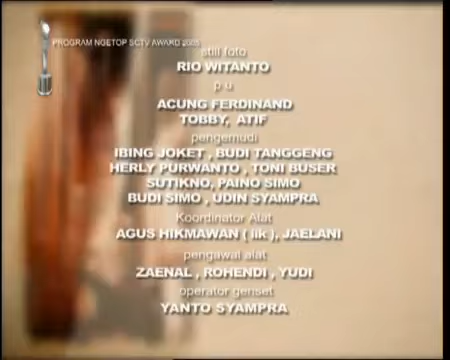 PROGRAM NGETOP SCTV AWARD 2005
still foto
RIO WITANTO
p u
ACUNG FERDINAND
TOBBY, ATIF
pengemudi
IBING JOKET , BUDI TANGGENG
HERLY PURWANTO , TONI BUSER
SUTIKNO, PAINO SIMO
BUDI SIMO , UDIN SYAMPRA
Koordinator Alat
AGUS HIKMAWAN ( iik ), JAELANI
pengawal alat
ZAENAL , ROHENDI , YUDI
operator genset
YANTO SYAMPRA